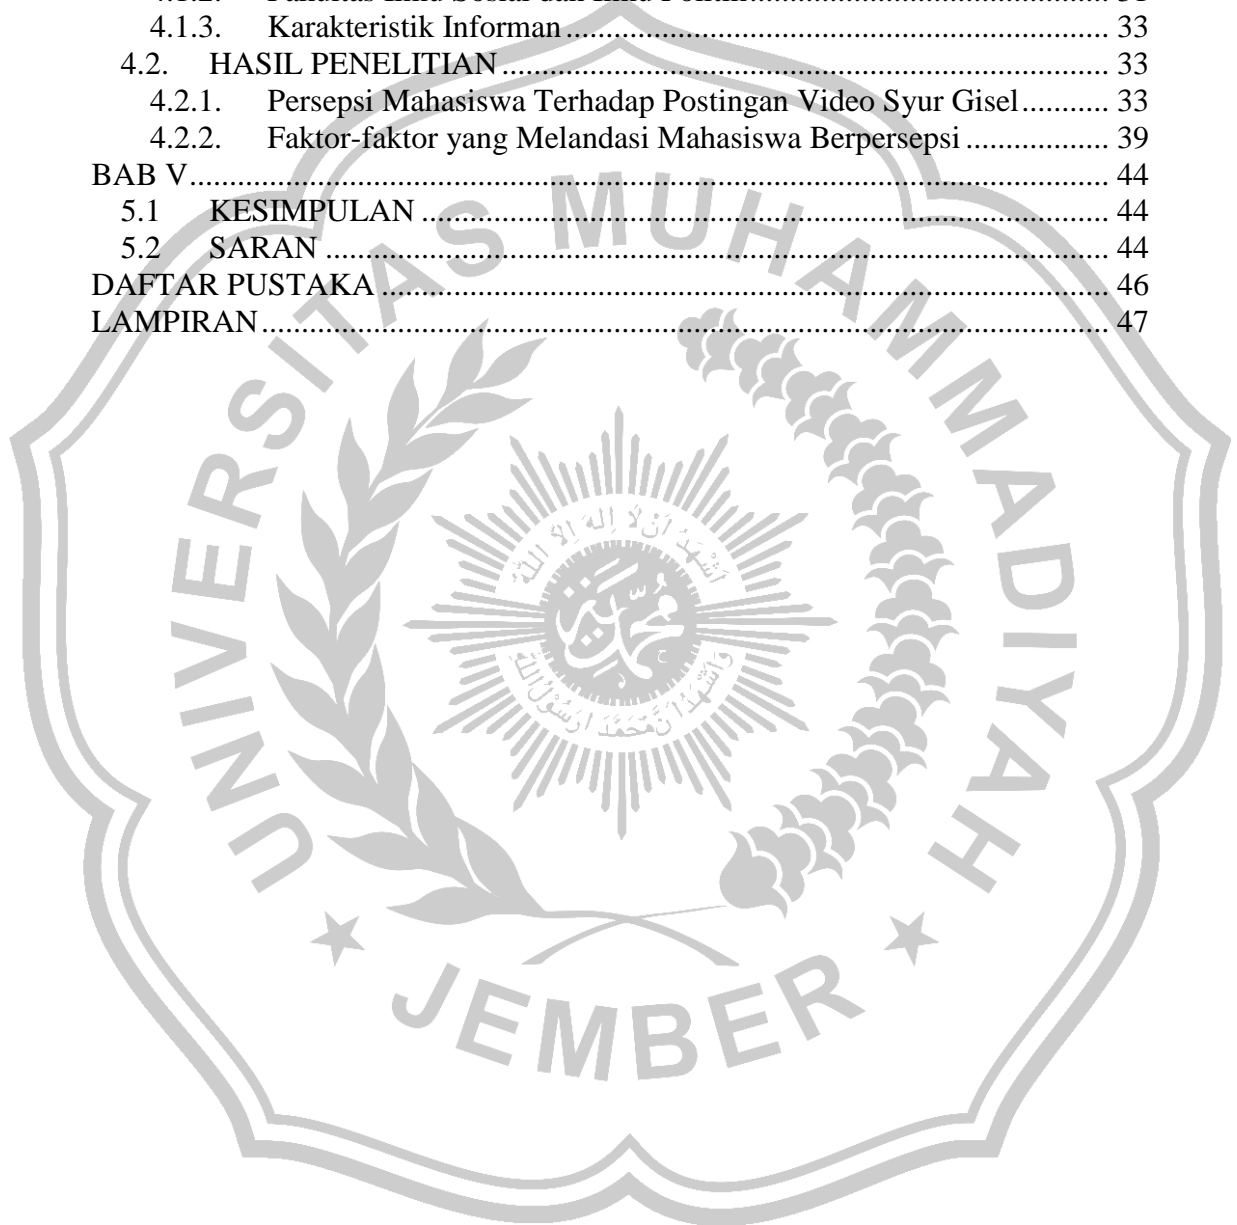 4.1.3. Karakteristik Informan ........ 33
4.2. HASIL PENELITIAN ........ 33
4.2.1. Persepsi Mahasiswa Terhadap Postingan Video Syur Gisel ........... 33
4.2.2. Faktor-faktor yang Melandasi Mahasiswa Berpersepsi .................. 39
BAB V ........ 44
5.1 KESIMPULAN ........ 44
5.2 SARAN ........ 44
DAFTAR PUSTAKA ........ 46
LAMPIRAN ........ 47
UNIVERSITAS MUHAMMADIYAH
JEMBER